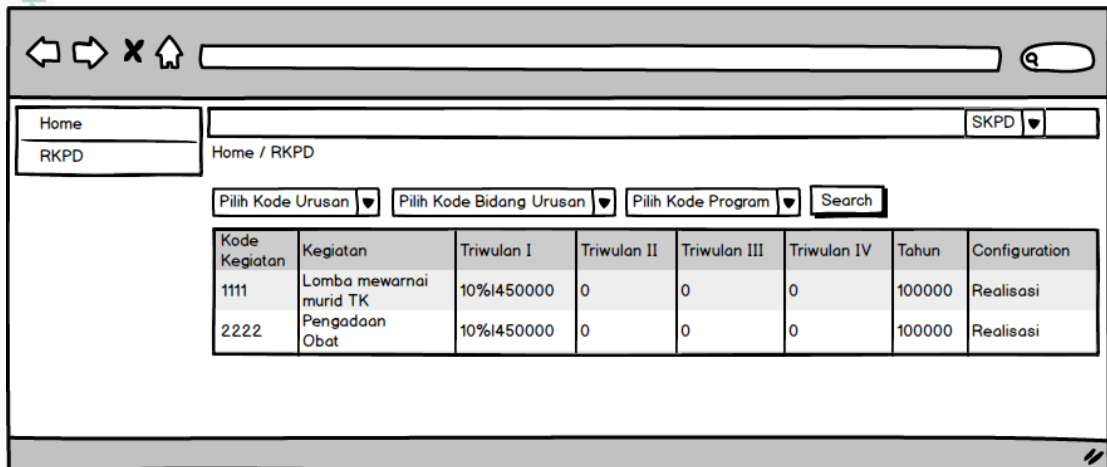 Home
SKPD
RKPD
Home / RKPD
Pilih Kode Urusan Pilih Kode Bidang Urusan Pilih Kode Program Search
Kode Kegiatan Kegiatan Triwulan I Triwulan II Triwulan III Triwulan IV Tahun Configuration
1111 Lomba mewarnai murid TK 10%|450000 0 0 0 100000 Realisasi
2222 Pengadaan Obat 10%|450000 0 0 0 100000 Realisasi